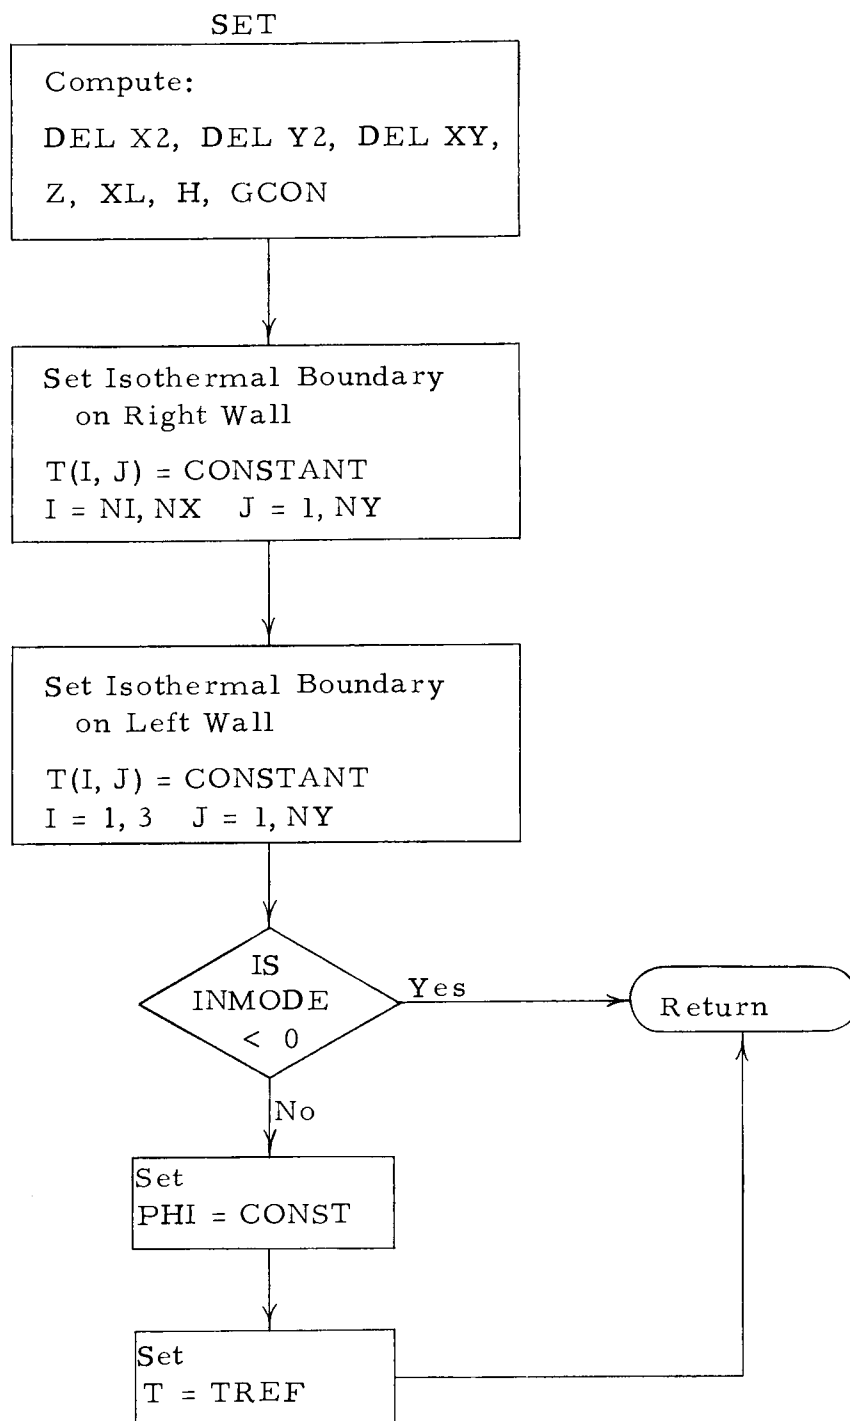 SET
Compute:
DEL X2, DEL Y2, DEL XY,
Z, XL, H, GCON
Set Isothermal Boundary
on Right Wall
T(I, J) = CONSTANT
I = NI, NX J = 1, NY
Set Isothermal Boundary
on Left Wall
T(I, J) = CONSTANT
I = 1, 3 J = 1, NY
IS
INMODE
< 0
Yes
Return
No
Set
PHI = CONST
Set
T = TREF